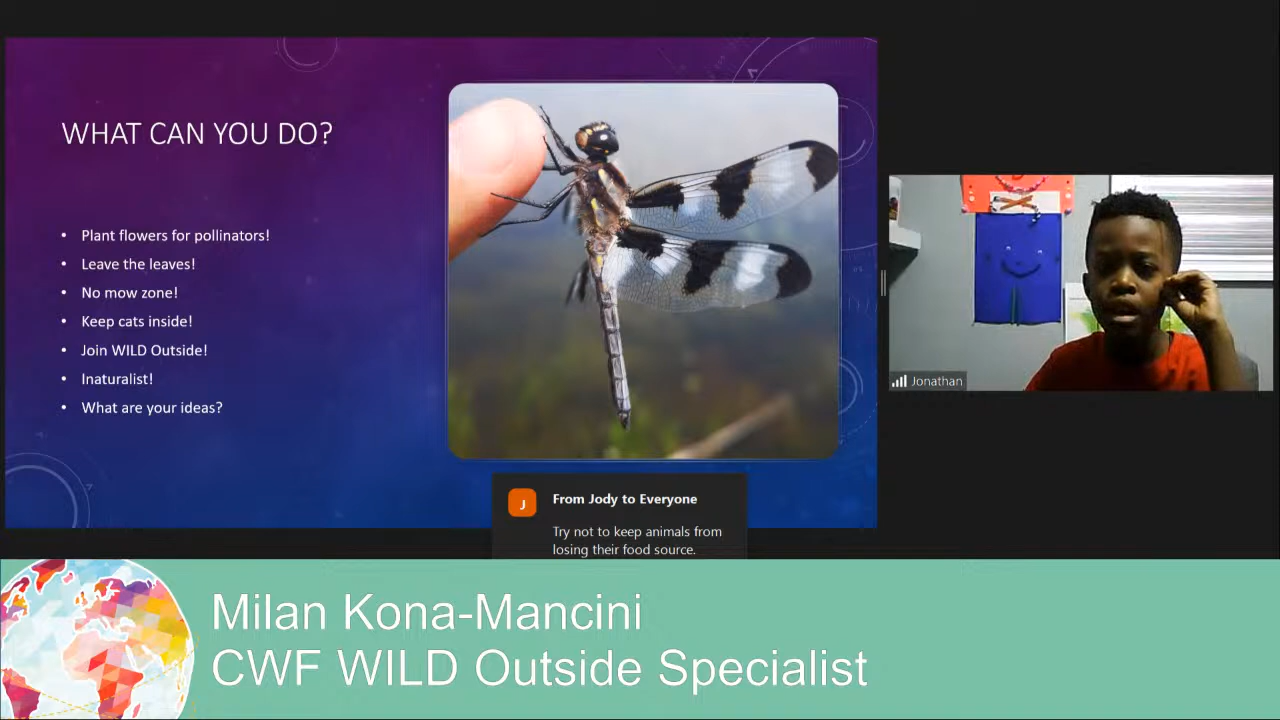 WHAT CAN YOU DO?
• Plant flowers for pollinators!
• Leave the leaves!
• No mow zone!
• Keep cats inside!
• Join WILD Outside!
• Inaturalist!
• What are your ideas?
Jonathan
J
From Jody to Everyone
Try not to keep animals from
losing their food source.
Milan Kona-Mancini
CWF WILD Outside Specialist